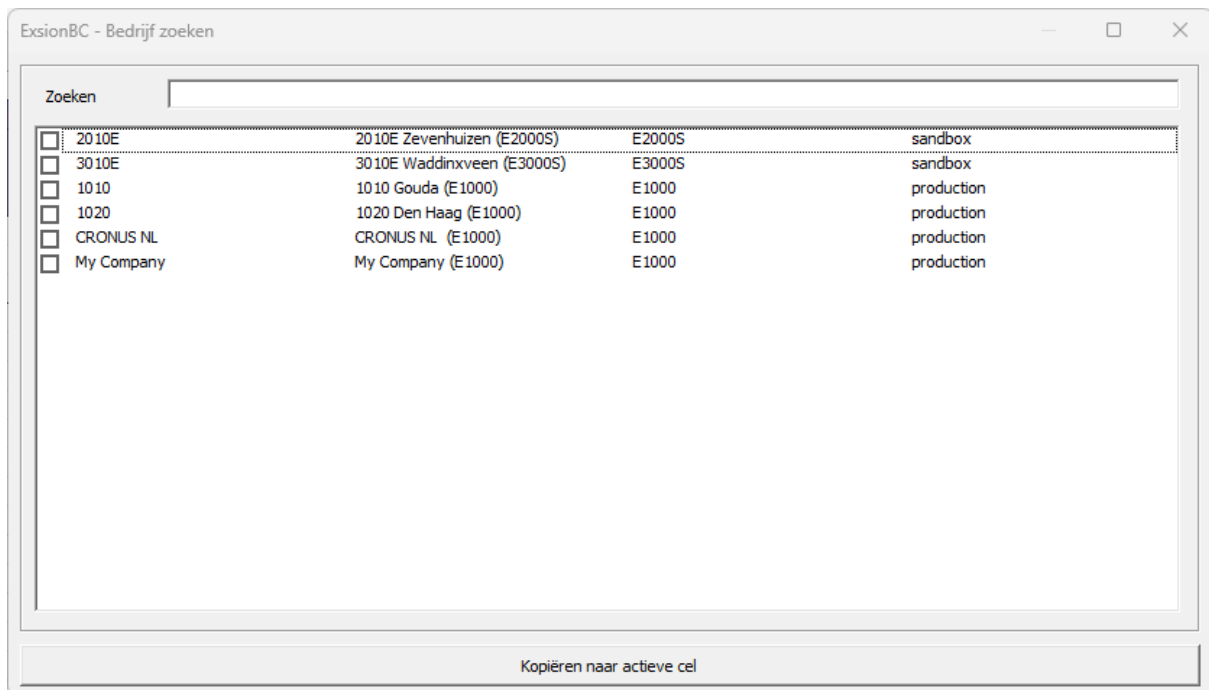 ExsionBC - Bedrijf zoeken
Zoeken
2010E 2010E Zevenhuizen (E2000S) E2000S sandbox
3010E 3010E Waddinxveen (E3000S) E3000S sandbox
1010 1010 Gouda (E1000) E1000 production
1020 1020 Den Haag (E1000) E1000 production
CRONUS NL CRONUS NL (E1000) E1000 production
My Company My Company (E1000) E1000 production
Kopiëren naar actieve cel